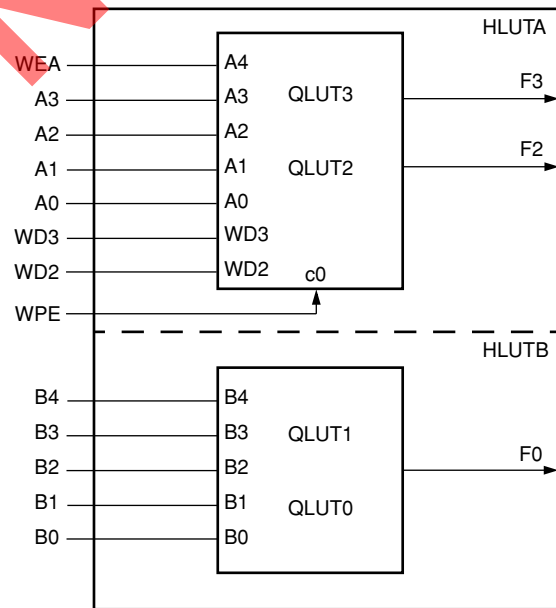 HLUTA
WEA A4
A3 A3 QLUT3 F3
A2 A2
A1 A1 QLUT2 F2
A0 A0
WD3 WD3
WD2 WD2
c0
WPE
HLUTB
B4 B4
B3 B3 QLUT1
B2 B2 F0
B1 B1 QLUT0
B0 B0